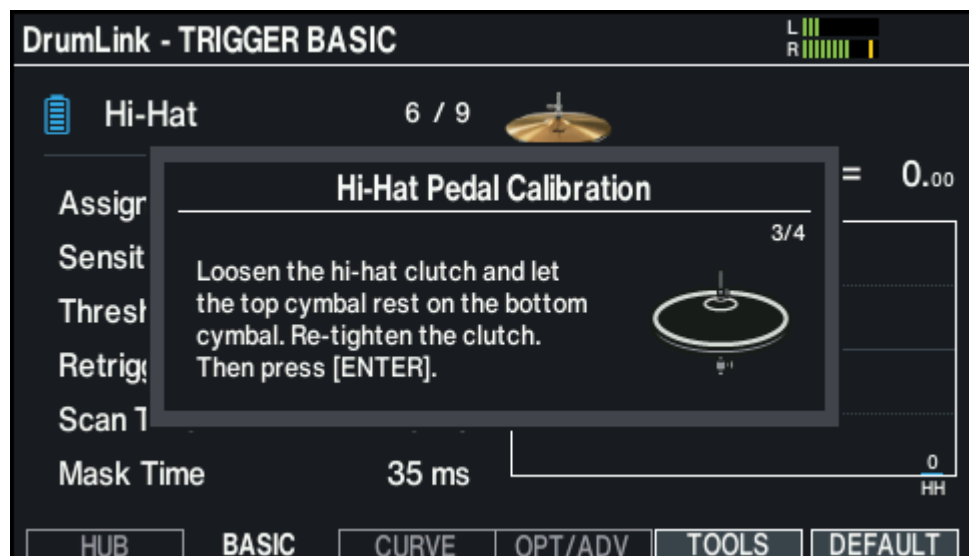 DrumLink - TRIGGER BASIC
L
R
Hi-Hat 6 / 9
= 0.00
Hi-Hat Pedal Calibration
3/4
Loosen the hi-hat clutch and let
the top cymbal rest on the bottom
cymbal. Re-tighten the clutch.
Then press [ENTER].
Mask Time 35 ms
0
HH
HUB BASIC CURVE OPT/ADV TOOLS DEFAULT